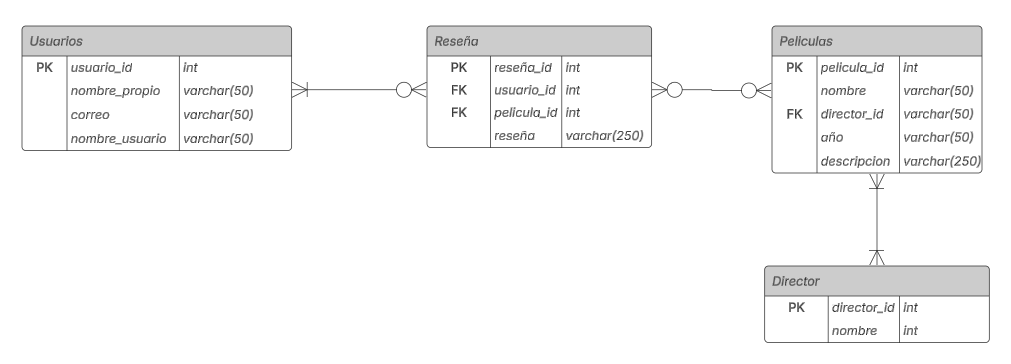 Usuarios
PK usuario_id int
nombre_propio varchar(50)
correo varchar(50)
nombre_usuario varchar(50)
Reseña
PK reseña_id int
FK usuario_id int
FK pelicula_id int
reseña varchar(250)
Peliculas
PK pelicula_id int
nombre varchar(50)
FK director_id varchar(50)
año varchar(50)
descripcion varchar(250)
Director
PK director_id int
nombre int